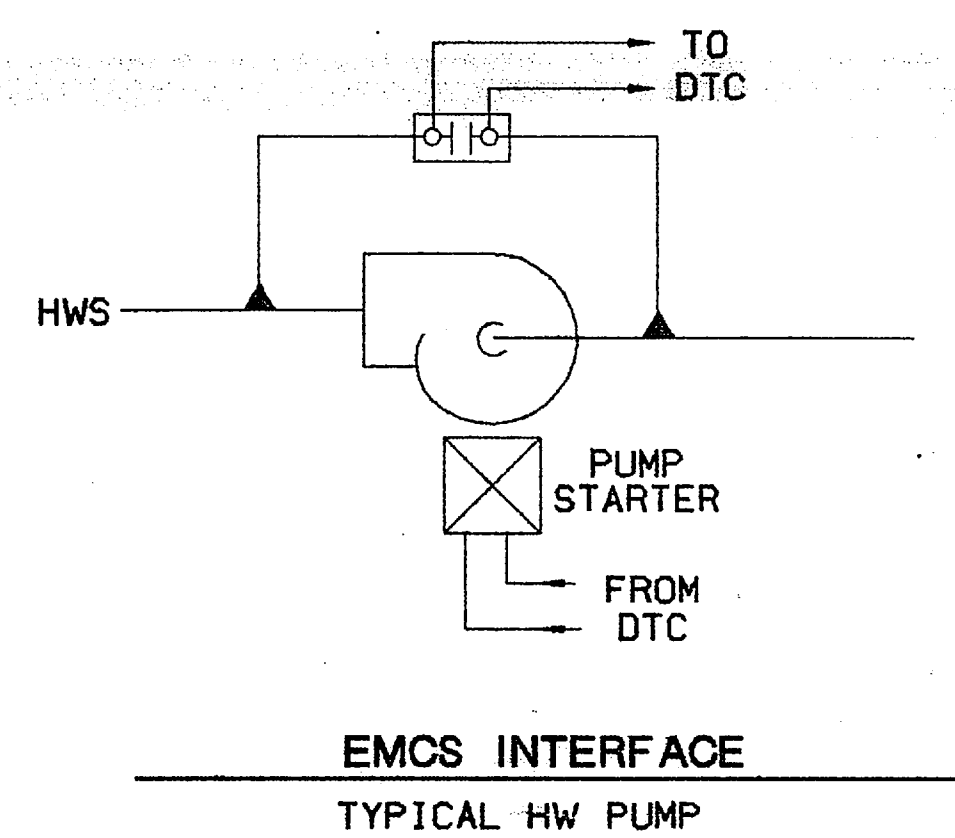 TO
DTC
HWS
PUMP
STARTER
FROM
DTC
EMCS INTERFACE
TYPICAL HW PUMP